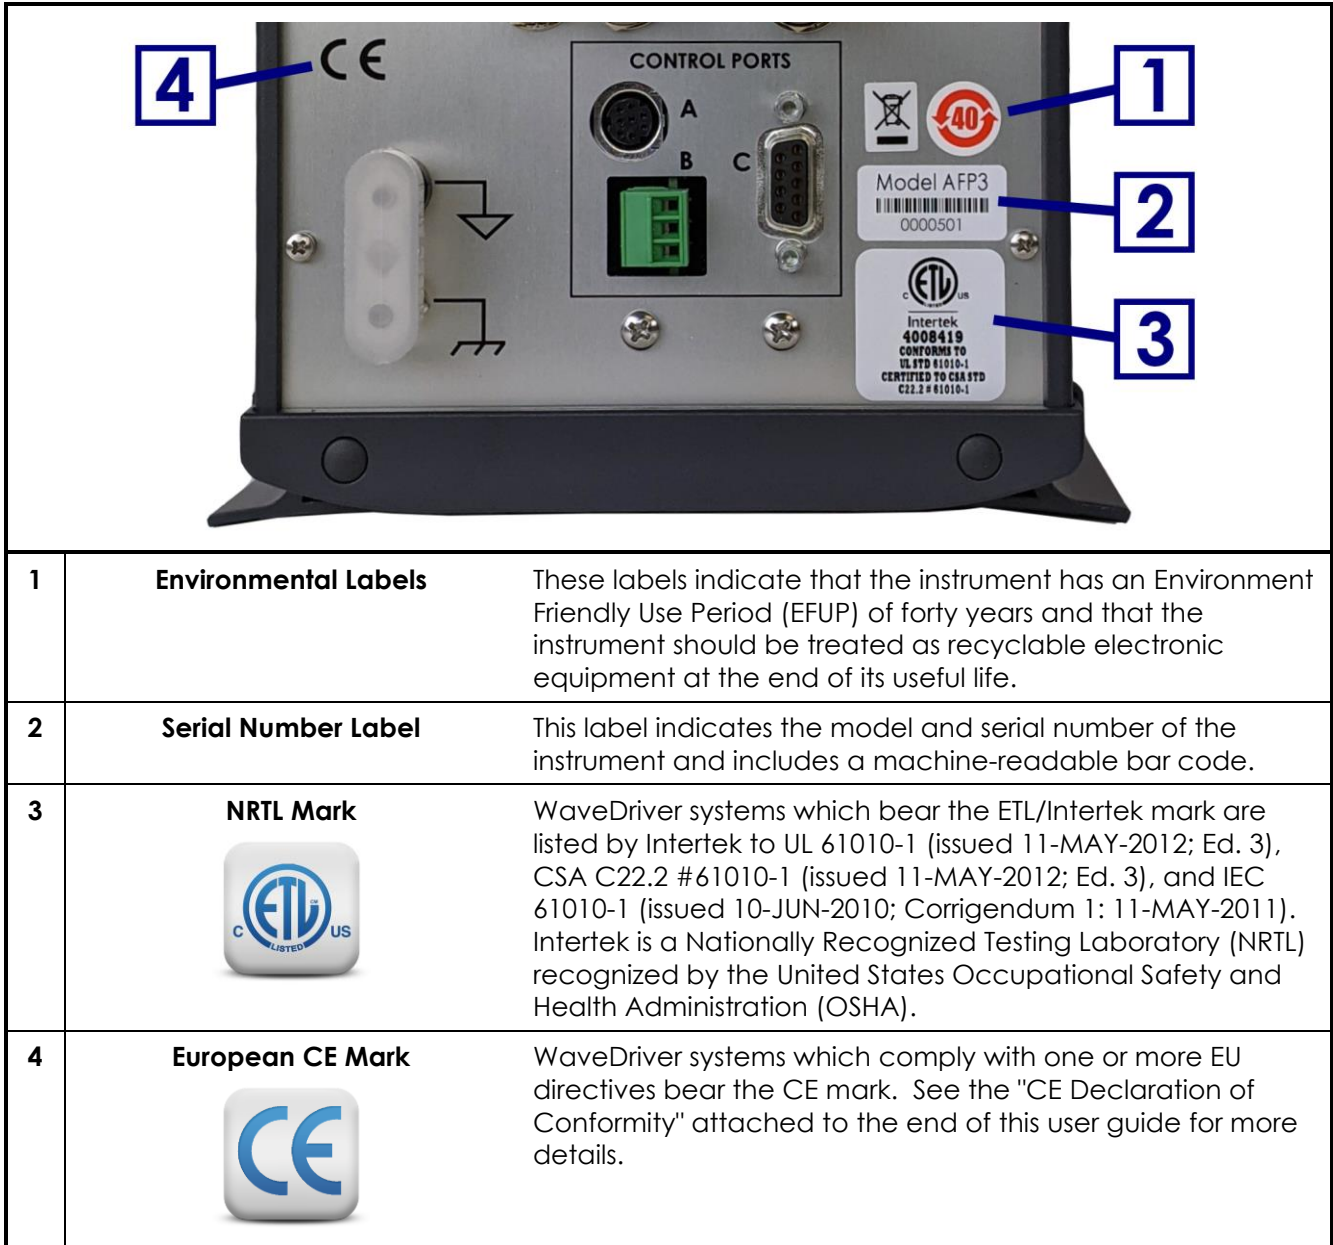 4
CE
CONTROL PORTS
A
B
C
40
1
Model AFP3
0000501
2
ETL
C LISTED US
Intertek
4008419
CONFORMS TO
UL STD 61010-1
CERTIFIED TO CSA STD
C22.2 # 61010-1
3
1 Environmental Labels These labels indicate that the instrument has an Environment
Friendly Use Period (EFUP) of forty years and that the
instrument should be treated as recyclable electronic
equipment at the end of its useful life.
2 Serial Number Label This label indicates the model and serial number of the
instrument and includes a machine-readable bar code.
3 NRTL Mark WaveDriver systems which bear the ETL/Intertek mark are
listed by Intertek to UL 61010-1 (issued 11-MAY-2012; Ed. 3),
CSA C22.2 #61010-1 (issued 11-MAY-2012; Ed. 3), and IEC
61010-1 (issued 10-JUN-2010; Corrigendum 1: 11-MAY-2011).
Intertek is a Nationally Recognized Testing Laboratory (NRTL)
recognized by the United States Occupational Safety and
Health Administration (OSHA).
ETL CM
C LISTED US
4 European CE Mark WaveDriver systems which comply with one or more EU
directives bear the CE mark. See the "CE Declaration of
Conformity" attached to the end of this user guide for more
details.
CE